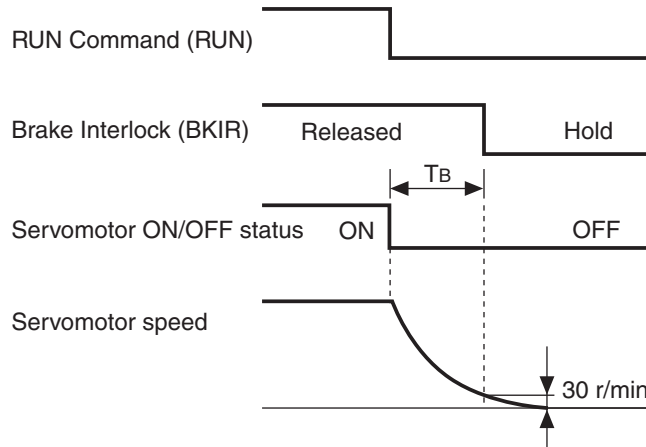 RUN Command (RUN)
Brake Interlock (BKIR)
Released
Hold
TB
Servomotor ON/OFF status
ON
OFF
Servomotor speed
30 r/min